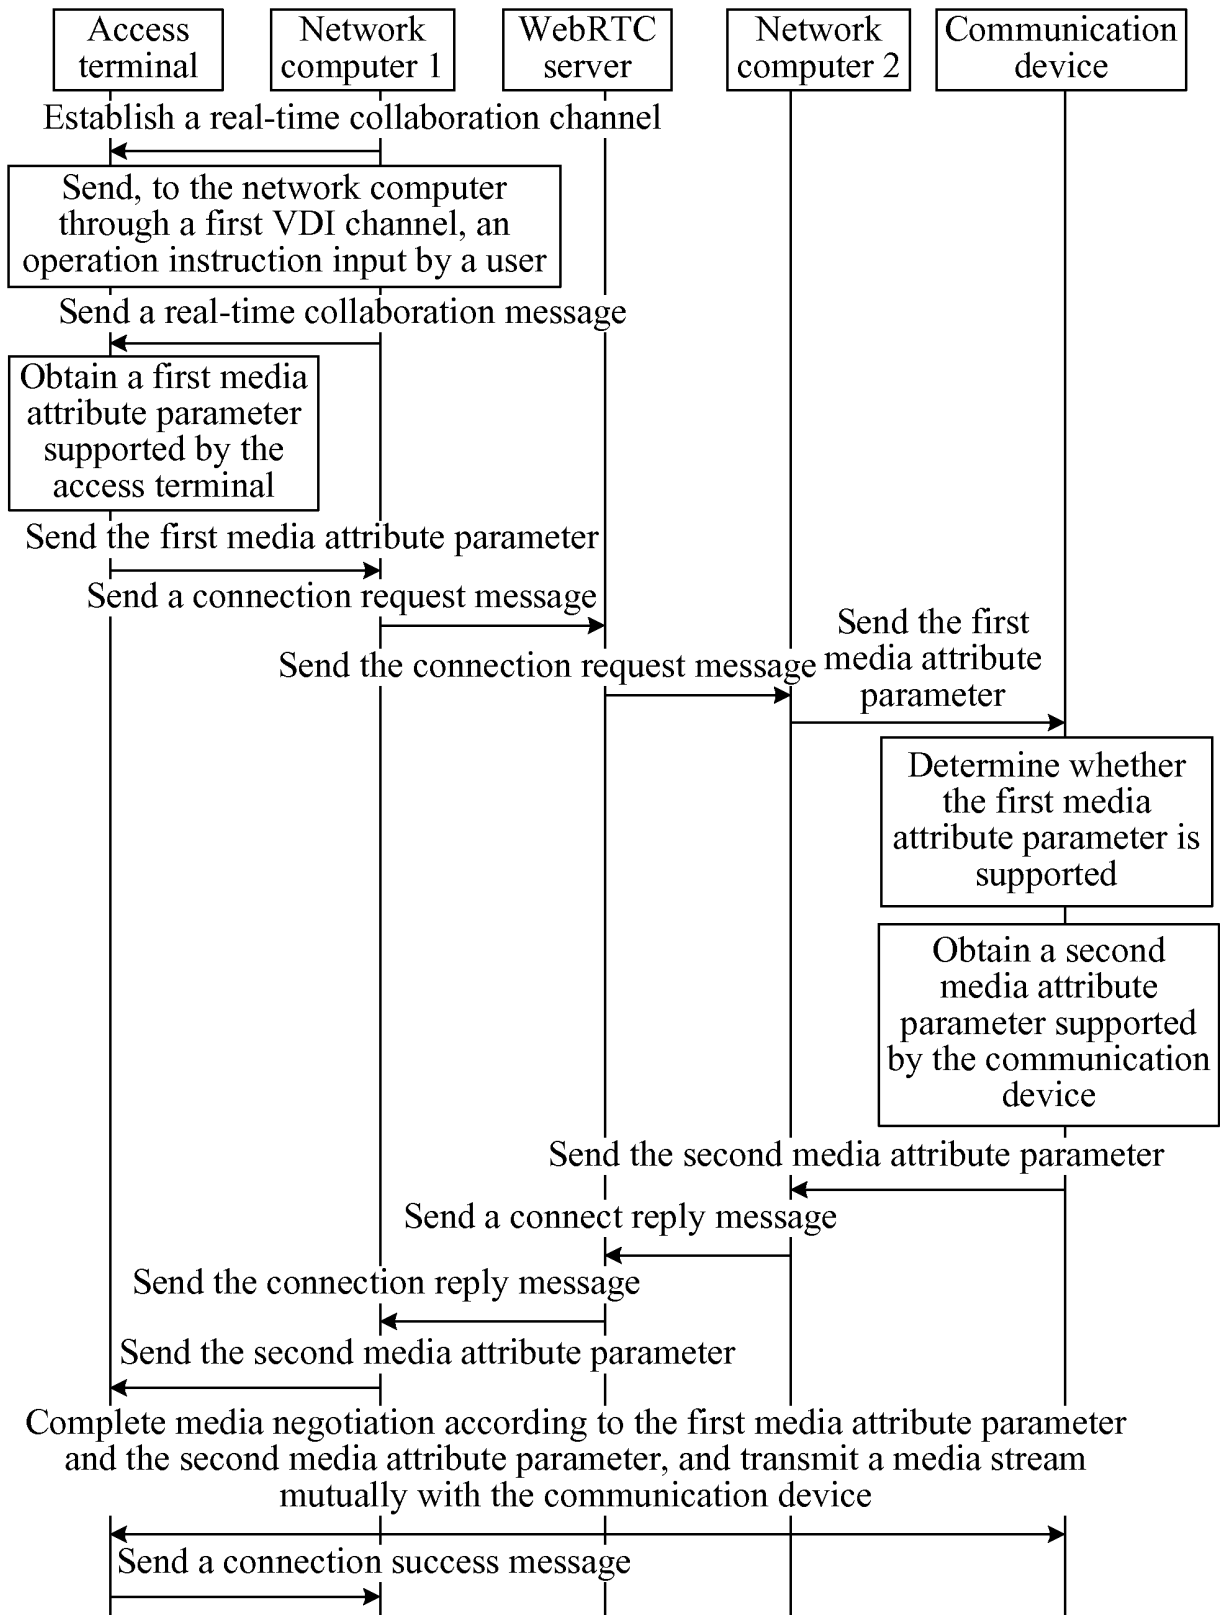 Access
terminal
Network
computer 1
WebRTC
server
Network
computer 2
Communication
device
Establish a real-time collaboration channel
Send, to the network computer
through a first VDI channel, an
operation instruction input by a user
Send a real-time collaboration message
Obtain a first media
attribute parameter
supported by the
access terminal
Send the first media attribute parameter
Send a connection request message
Send the connection request message
Send the first
media attribute
parameter
Determine whether
the first media
attribute parameter is
supported
Obtain a second
media attribute
parameter supported
by the communication
device
Send the second media attribute parameter
Send a connect reply message
Send the connection reply message
Send the second media attribute parameter
Complete media negotiation according to the first media attribute parameter
and the second media attribute parameter, and transmit a media stream
mutually with the communication device
Send a connection success message